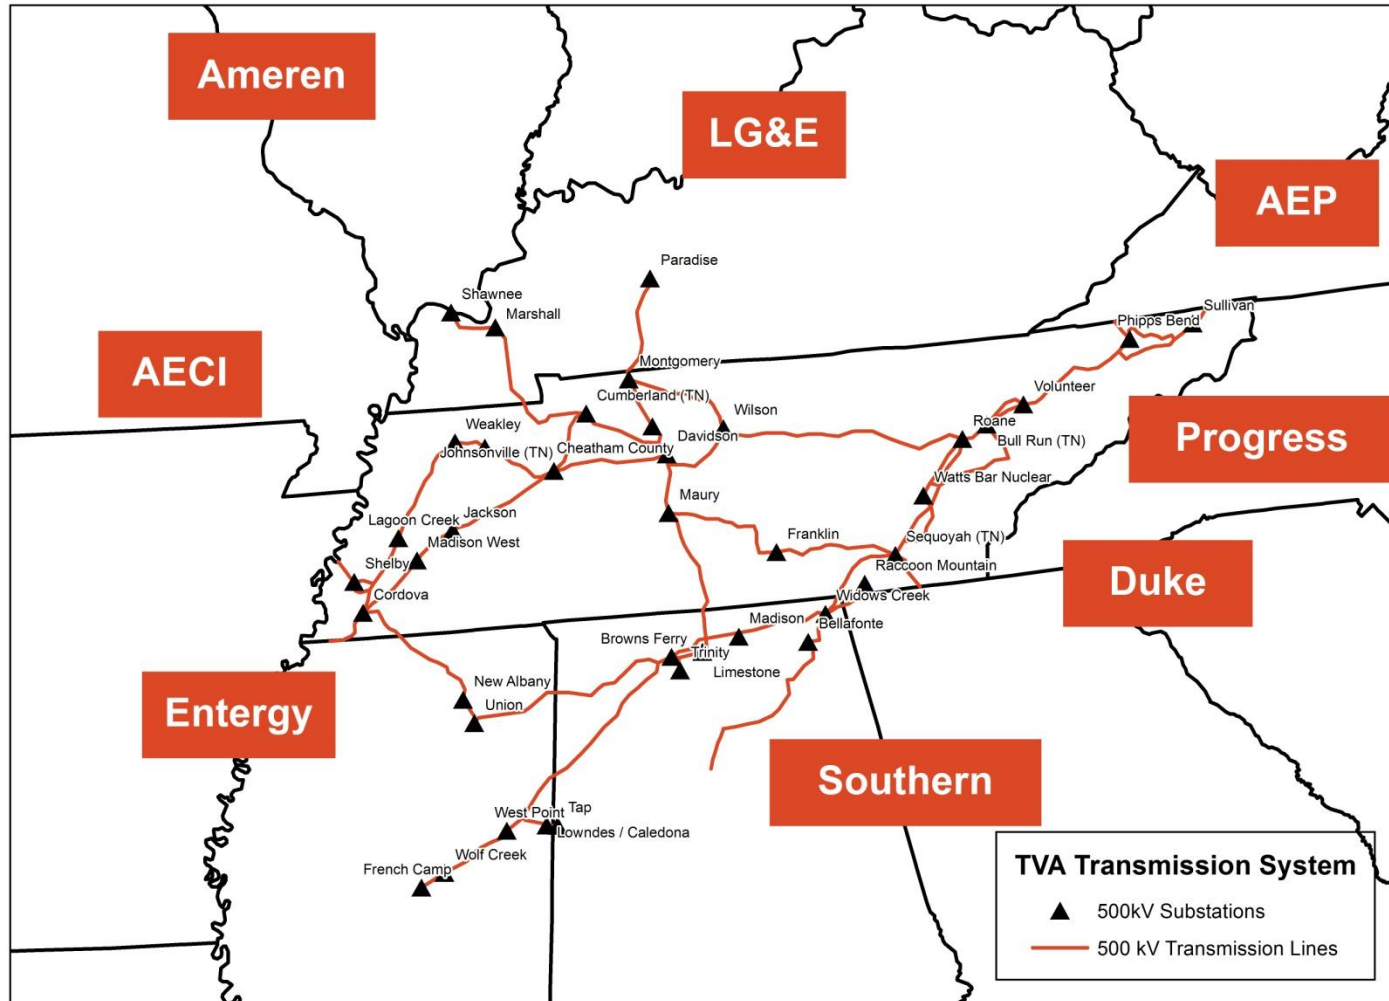 Ameren
LG&E
AEP
Paradise
Shawnee
Marshall
Sullivan
Phipps Bend
AECI
Montgomery
Cumberland (TN)
Volunteer
Weakley
Wilson
Roane
Davidson
Bull Run (TN)
Progress
Johnsonville (TN)
Cheatham County
Watts Bar Nuclear
Maury
Jackson
Lagoon Creek
Madison West
Franklin
Sequoyah (TN)
Shelby
Raccoon Mountain
Duke
Cordova
Widows Creek
Madison
Bellafonte
Browns Ferry
Trinity
Limestone
New Albany
Union
Entergy
Southern
West Point
Tap
Lowndes / Caledona
Wolf Creek
French Camp
TVA Transmission System
500kV Substations
500 kV Transmission Lines